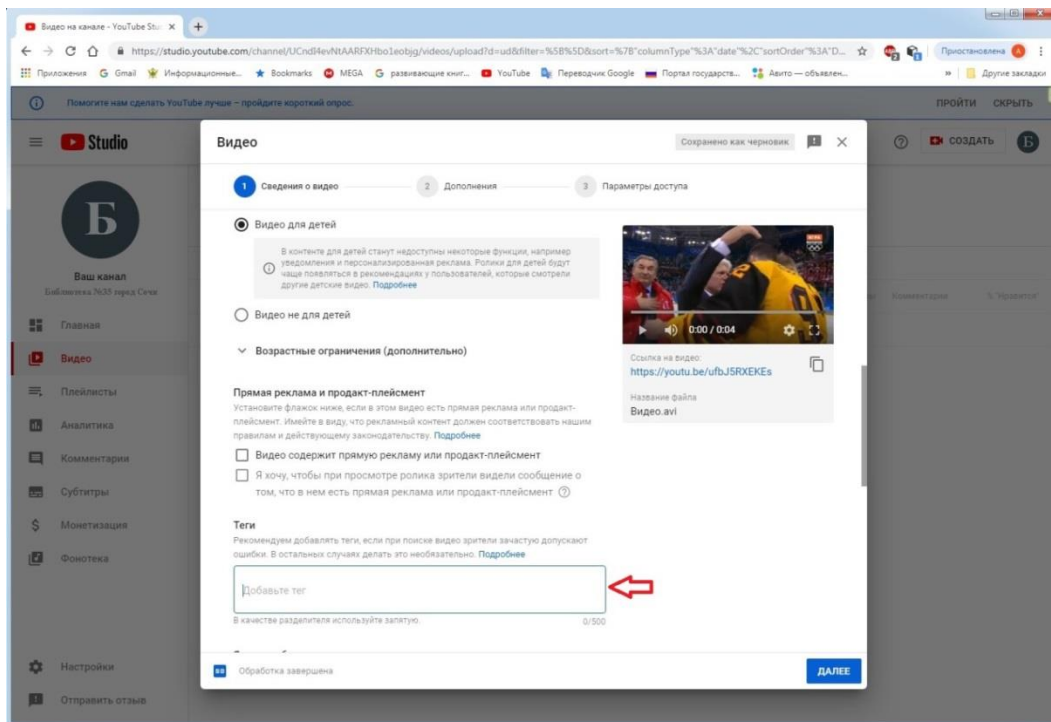 Видео на канале - YouTube Stu
https://studio.youtube.com/channel/UCndl4evNtAARFXHbo1eobjg/videos/upload?d=ud&filter=%5B%5D&sort=%7B"columnType"%3A"date"%2C"sortOrder"%3A"D...
Приостановлена
Приложения Gmail Информационные... Bookmarks MEGA развивающие книг... YouTube Переводчик Google Портал государств... Авито — объявлен... » Другие закладки
Помогите нам сделать YouTube лучше – пройдите короткий опрос.
ПРОЙТИ СКРЫТЬ
Studio
СОЗДАТЬ
Б
Б
Ваш канал
Библиотека №35 город Сочи
Главная
Видео
Плейлисты
Аналитика
Комментарии
Субтитры
Монетизация
Фонотека
Настройки
Отправить отзыв
Комментарии
% "Нравится"
Видео
Сохранено как черновик
1 Сведения о видео
2 Дополнения
3 Параметры доступа
Видео для детей
В контенте для детей станут недоступны некоторые функции, например
уведомления и персонализированная реклама. Ролики для детей будут
чаще появляться в рекомендациях у пользователей, которые смотрели
другие детские видео. Подробнее
Видео не для детей
Возрастные ограничения (дополнительно)
Прямая реклама и продакт-плейсмент
Установите флажок ниже, если в этом видео есть прямая реклама или продакт-
плейсмент. Имейте в виду, что рекламный контент должен соответствовать нашим
правилам и действующему законодательству. Подробнее
Видео содержит прямую рекламу или продакт-плейсмент
Я хочу, чтобы при просмотре ролика зрители видели сообщение о
том, что в нем есть прямая реклама или продакт-плейсмент
Теги
Рекомендуем добавлять теги, если при поиске видео зрители зачастую допускают
ошибки. В остальных случаях делать это необязательно. Подробнее
Добавьте тег
В качестве разделителя используйте запятую.
0/500
0:00 / 0:04
Ссылка на видео:
https://youtu.be/ufbJ5RXEKEs
Название файла
Видео.avi
Обработка завершена
ДАЛЕЕ